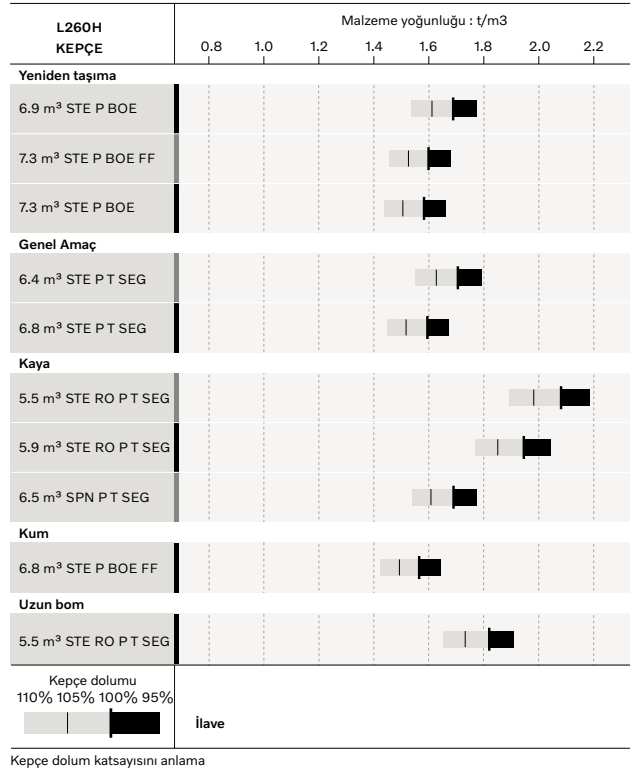 L260H
KEPÇE
Malzeme yoğunluğu : t/m3
0.8 1.0 1.2 1.4 1.6 1.8 2.0 2.2
Yeniden taşıma
6.9 m³ STE P BOE
7.3 m³ STE P BOE FF
7.3 m³ STE P BOE
Genel Amaç
6.4 m³ STE P T SEG
6.8 m³ STE P T SEG
Kaya
5.5 m³ STE RO P T SEG
5.9 m³ STE RO P T SEG
6.5 m³ SPN P T SEG
Kum
6.8 m³ STE P BOE FF
Uzun bom
5.5 m³ STE RO P T SEG
Kepçe dolumu
110% 105% 100% 95%
İlave
Kepçe dolum katsayısını anlama